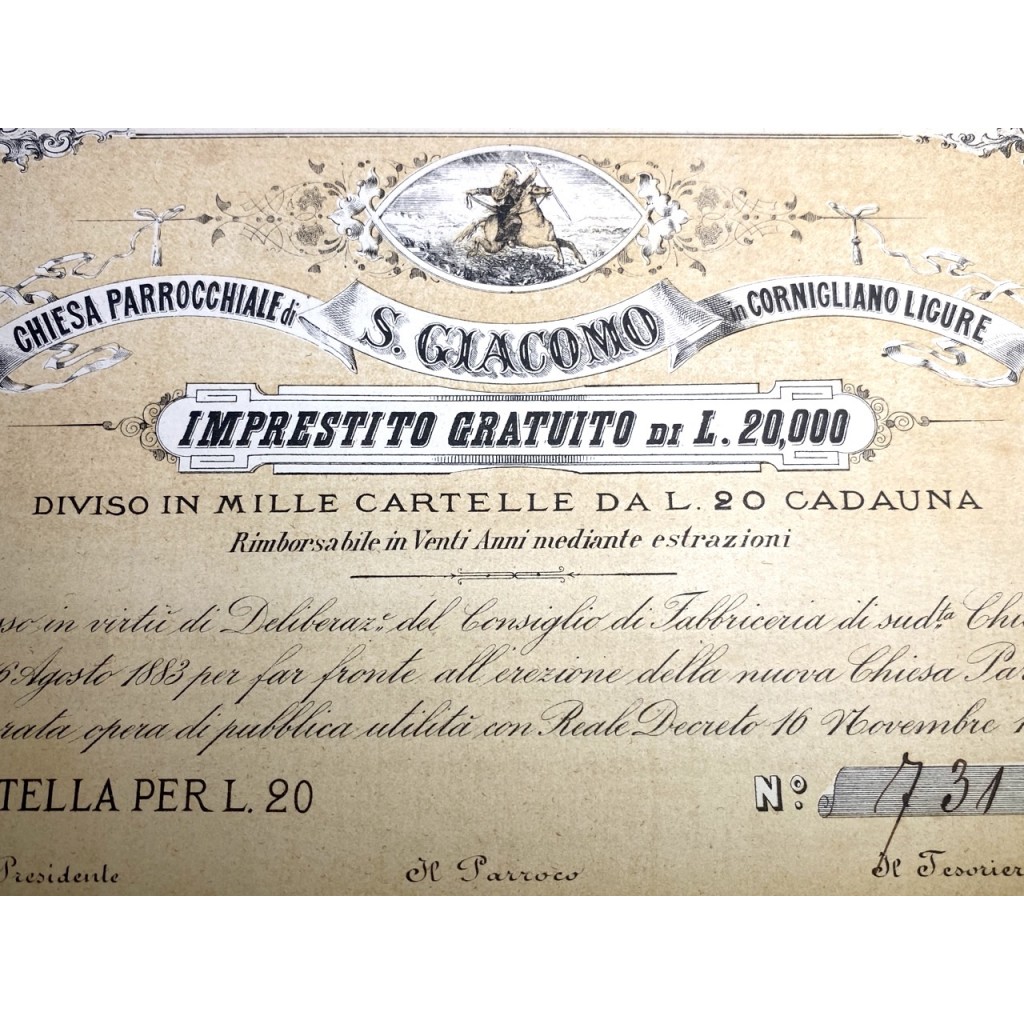 CHIESA PARROCCHIALE di S. GIACOMO in CORNIGLIANO LIGURE
IMPRESTITO GRATUITO DI L. 20,000
DIVISO IN MILLE CARTELLE DA L. 20 CADAUNA
Rimborsabile in Venti Anni mediante estrazioni
in virtù di Deliberaz.e del Consiglio di Fabbriceria di sud.ta
Agosto 1883 per far fronte all'erezione della nuova Chiesa
opera di pubblica utilità con Reale Decreto 16 Novembre
TELLA PER L. 20 No. 731
Presidente Il Parroco Il Tesorier